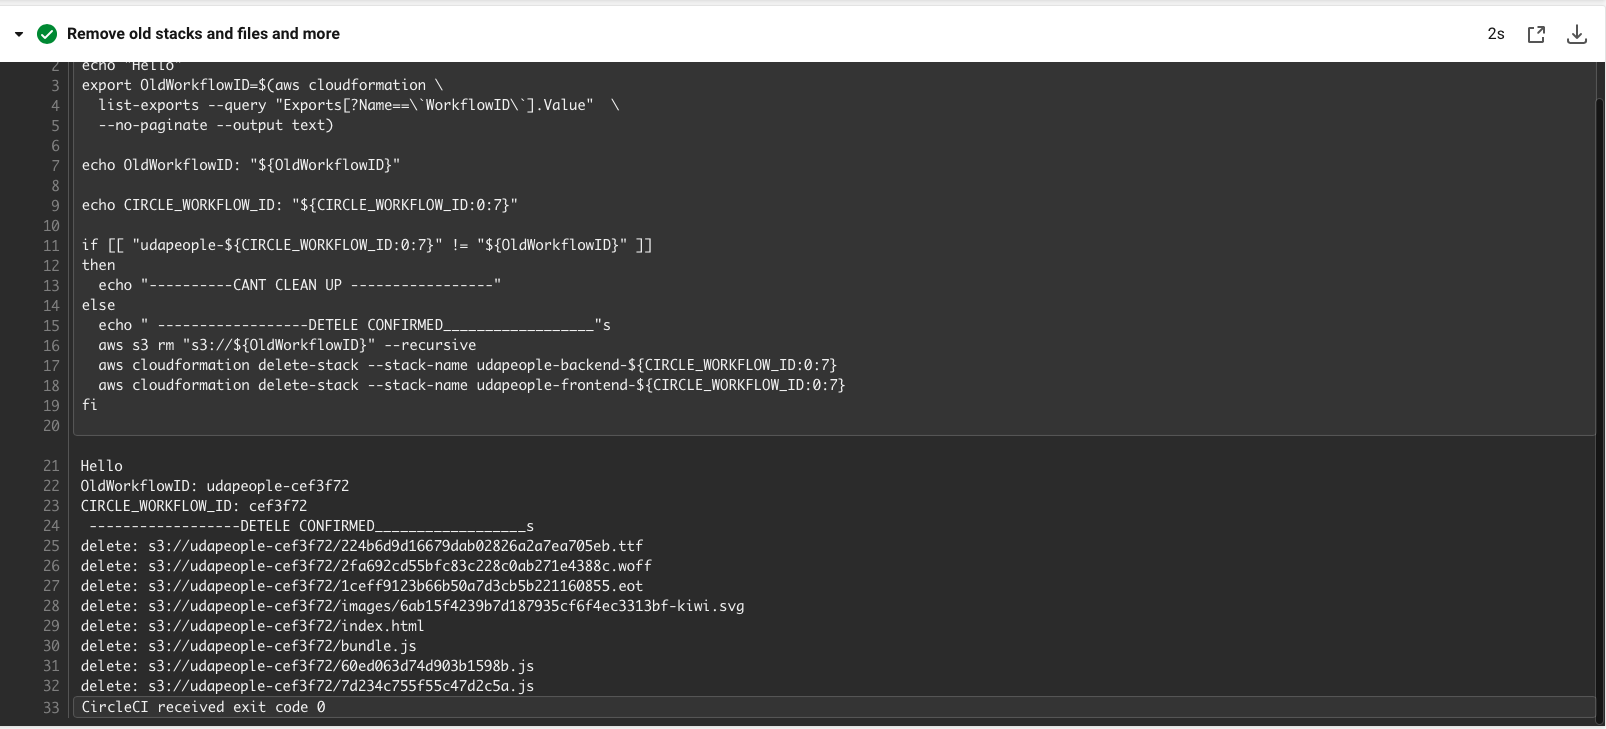 Remove old stacks and files and more
2s
2 echo "Hello"
3 export OldWorkflowID=$(aws cloudformation \
4   list-exports --query "Exports[?Name==\`WorkflowID\`].Value"  \
5   --no-paginate --output text)
6
7 echo OldWorkflowID: "${OldWorkflowID}"
8
9 echo CIRCLE_WORKFLOW_ID: "${CIRCLE_WORKFLOW_ID:0:7}"
10
11 if [[ "udapeople-${CIRCLE_WORKFLOW_ID:0:7}" != "${OldWorkflowID}" ]]
12 then
13   echo "----------CANT CLEAN UP -----------------"
14 else
15   echo " ------------------DETELE CONFIRMED__________________"s
16   aws s3 rm "s3://${OldWorkflowID}" --recursive
17   aws cloudformation delete-stack --stack-name udapeople-backend-${CIRCLE_WORKFLOW_ID:0:7}
18   aws cloudformation delete-stack --stack-name udapeople-frontend-${CIRCLE_WORKFLOW_ID:0:7}
19 fi
20
21 Hello
22 OldWorkflowID: udapeople-cef3f72
23 CIRCLE_WORKFLOW_ID: cef3f72
24  ------------------DETELE CONFIRMED__________________s
25 delete: s3://udapeople-cef3f72/224b6d9d16679dab02826a2a7ea705eb.ttf
26 delete: s3://udapeople-cef3f72/2fa692cd55bfc83c228c0ab271e4388c.woff
27 delete: s3://udapeople-cef3f72/1ceff9123b66b50a7d3cb5b221160855.eot
28 delete: s3://udapeople-cef3f72/images/6ab15f4239b7d187935cf6f4ec3313bf-kiwi.svg
29 delete: s3://udapeople-cef3f72/index.html
30 delete: s3://udapeople-cef3f72/bundle.js
31 delete: s3://udapeople-cef3f72/60ed063d74d903b1598b.js
32 delete: s3://udapeople-cef3f72/7d234c755f55c47d2c5a.js
33 CircleCI received exit code 0